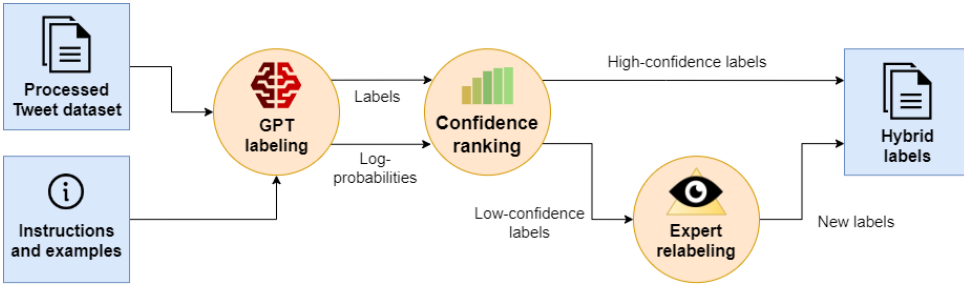 Processed
Tweet dataset
Instructions
and examples
GPT
labeling
Labels
Log-
probabilities
Confidence
ranking
High-confidence labels
Low-confidence
labels
Expert
relabeling
New labels
Hybrid
labels